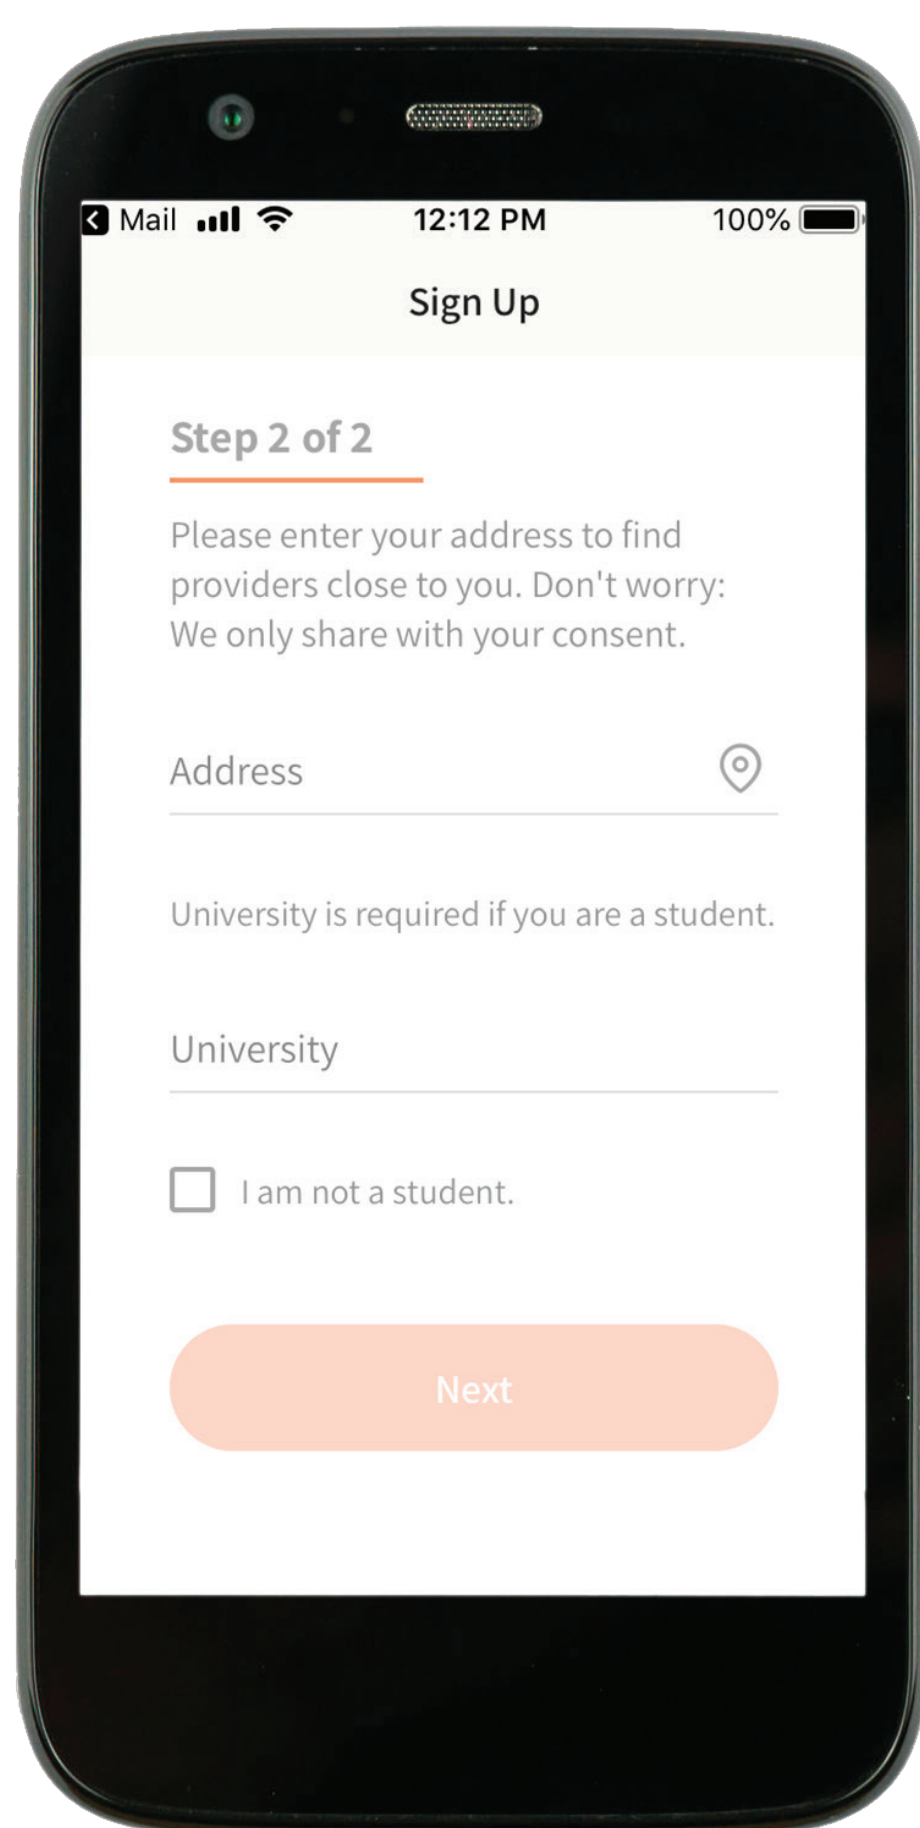 Mail 12:12 PM 100%
Sign Up
Step 2 of 2
Please enter your address to find
providers close to you. Don't worry:
We only share with your consent.
Address
University is required if you are a student.
University
I am not a student.
Next